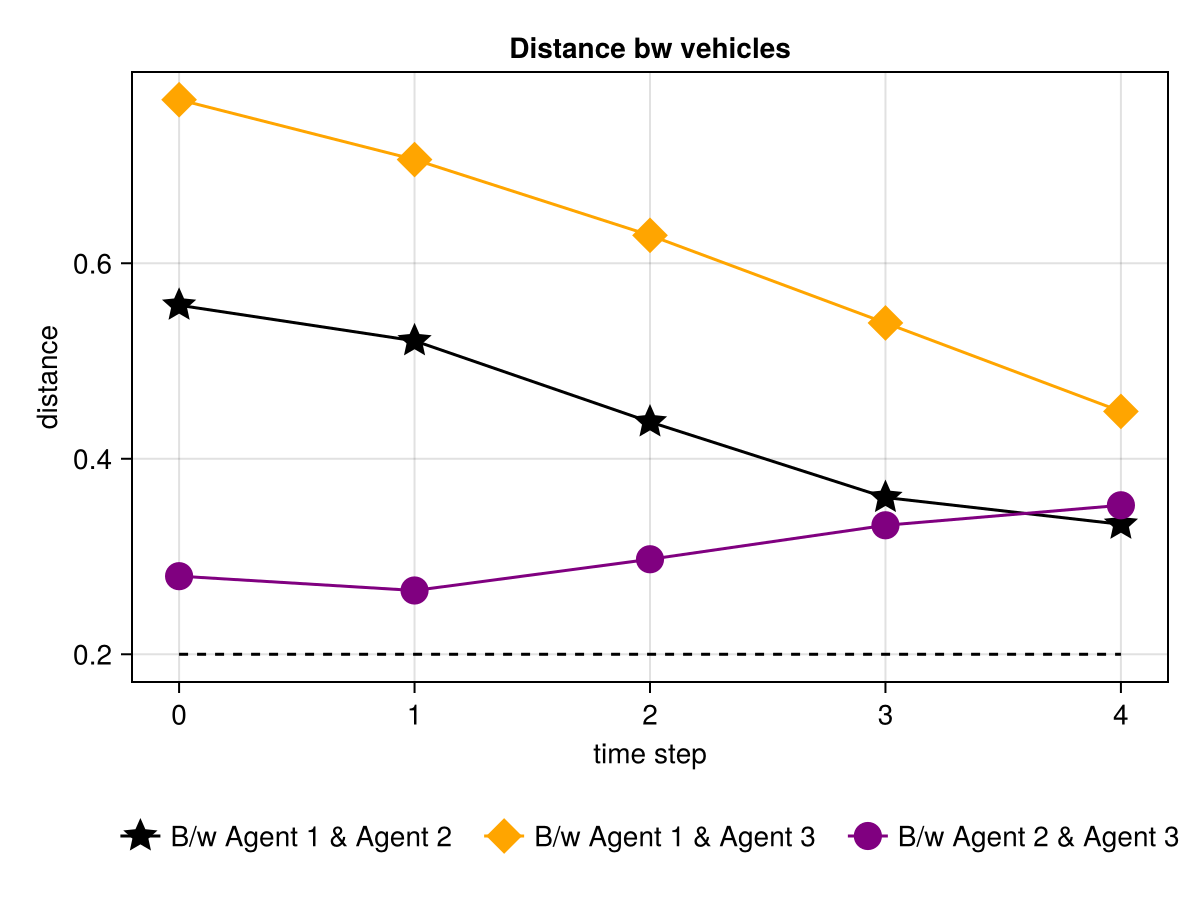 Distance bw vehicles
distance
0.6
0.4
0.2
0 1 2 3 4
time step
B/w Agent 1 & Agent 2 B/w Agent 1 & Agent 3 B/w Agent 2 & Agent 3